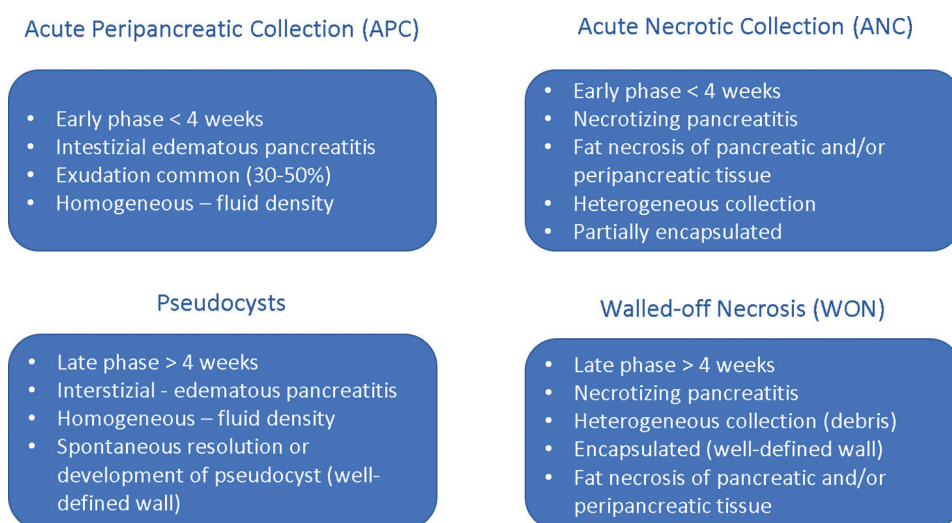 Acute Peripancreatic Collection (APC)
• Early phase < 4 weeks
• Intestizial edematous pancreatitis
• Exudation common (30-50%)
• Homogeneous – fluid density
Acute Necrotic Collection (ANC)
• Early phase < 4 weeks
• Necrotizing pancreatitis
• Fat necrosis of pancreatic and/or
peripancreatic tissue
• Heterogeneous collection
• Partially encapsulated
Pseudocysts
• Late phase > 4 weeks
• Interstizial - edematous pancreatitis
• Homogeneous – fluid density
• Spontaneous resolution or
development of pseudocyst (well-
defined wall)
Walled-off Necrosis (WON)
• Late phase > 4 weeks
• Necrotizing pancreatitis
• Heterogeneous collection (debris)
• Encapsulated (well-defined wall)
• Fat necrosis of pancreatic and/or
peripancreatic tissue